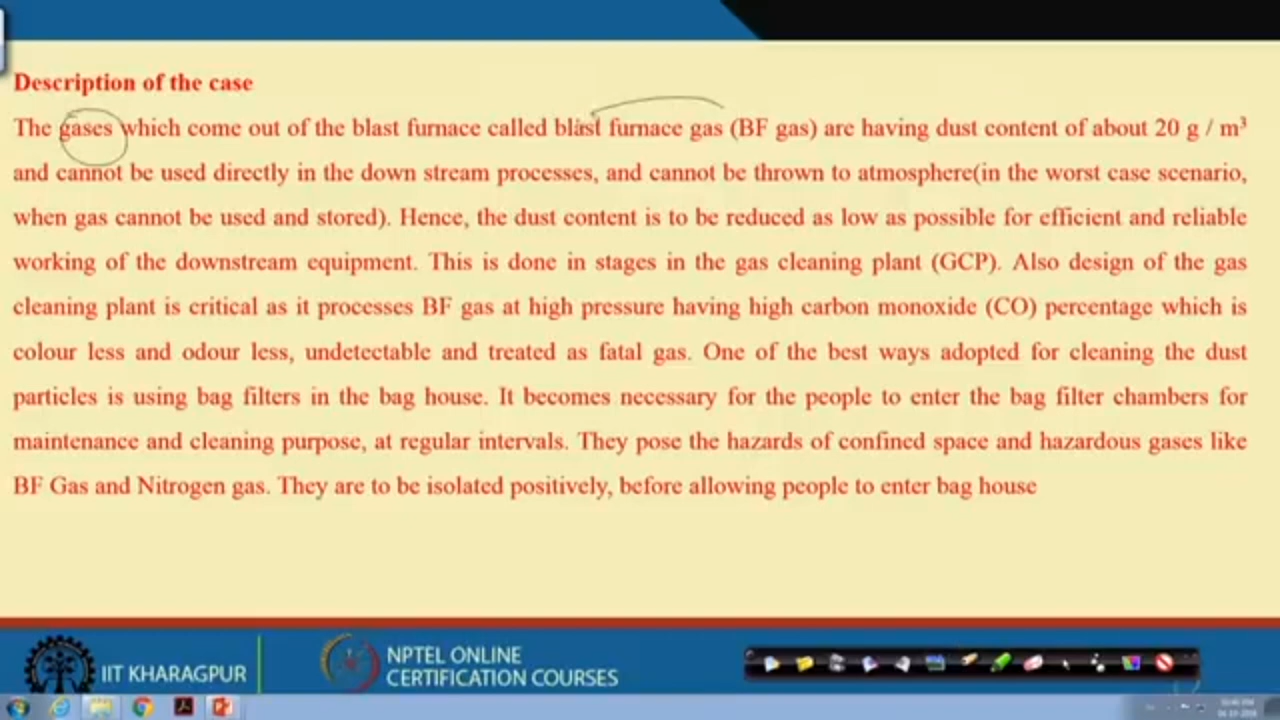 Description of the case
The gases which come out of the blast furnace called blast furnace gas (BF gas) are having dust content of about 20 g / m³
and cannot be used directly in the down stream processes, and cannot be thrown to atmosphere(in the worst case scenario,
when gas cannot be used and stored). Hence, the dust content is to be reduced as low as possible for efficient and reliable
working of the downstream equipment. This is done in stages in the gas cleaning plant (GCP). Also design of the gas
cleaning plant is critical as it processes BF gas at high pressure having high carbon monoxide (CO) percentage which is
colour less and odour less, undetectable and treated as fatal gas. One of the best ways adopted for cleaning the dust
particles is using bag filters in the bag house. It becomes necessary for the people to enter the bag filter chambers for
maintenance and cleaning purpose, at regular intervals. They pose the hazards of confined space and hazardous gases like
BF Gas and Nitrogen gas. They are to be isolated positively, before allowing people to enter bag house
IIT KHARAGPUR
NPTEL ONLINE
CERTIFICATION COURSES